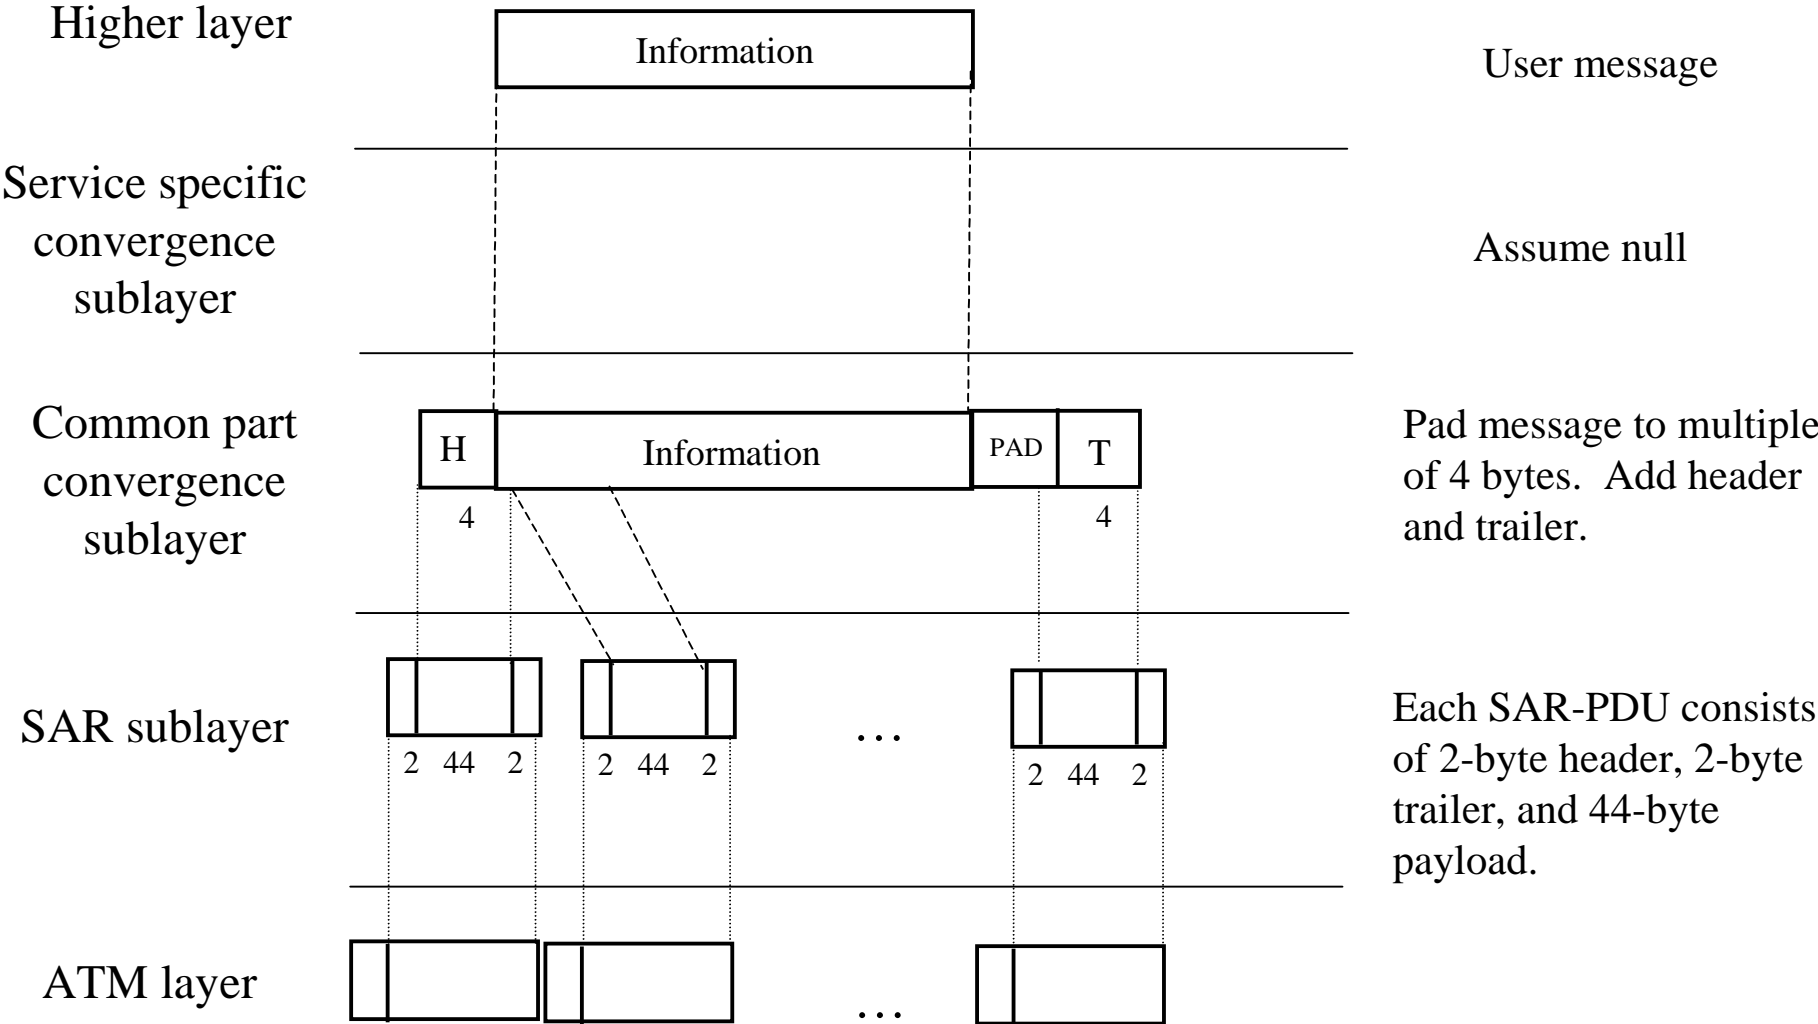 Higher layer
Information
User message
Service specific
convergence
sublayer
Assume null
Common part
convergence
sublayer
H
Information
PAD
T
4
4
Pad message to multiple
of 4 bytes. Add header
and trailer.
SAR sublayer
2 44 2
2 44 2
...
2 44 2
Each SAR-PDU consists
of 2-byte header, 2-byte
trailer, and 44-byte
payload.
ATM layer
...